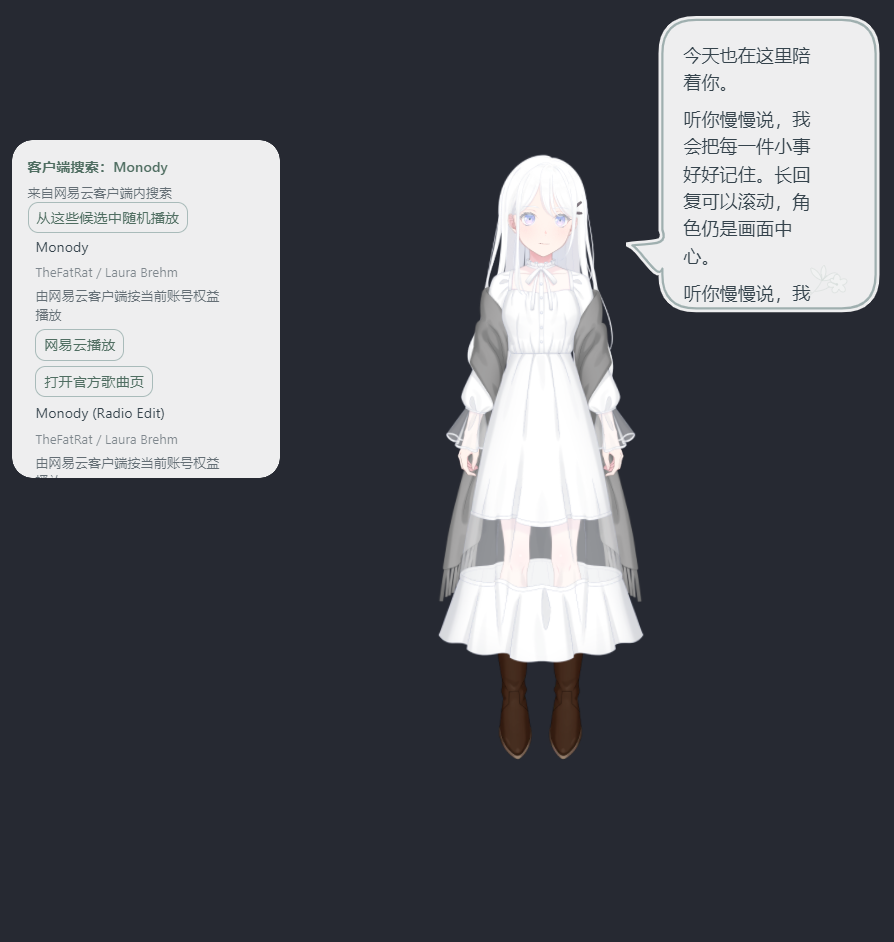 客户端搜索：Monody
来自网易云客户端内搜索
从这些候选中随机播放
Monody
TheFatRat / Laura Brehm
由网易云客户端按当前账号权益
播放
网易云播放
打开官方歌曲页
Monody (Radio Edit)
TheFatRat / Laura Brehm
由网易云客户端按当前账号权益
今天也在这里陪
着你。
听你慢慢说，我
会把每一件小事
好好记住。长回
复可以滚动，角
色仍是画面中
心。
听你慢慢说，我